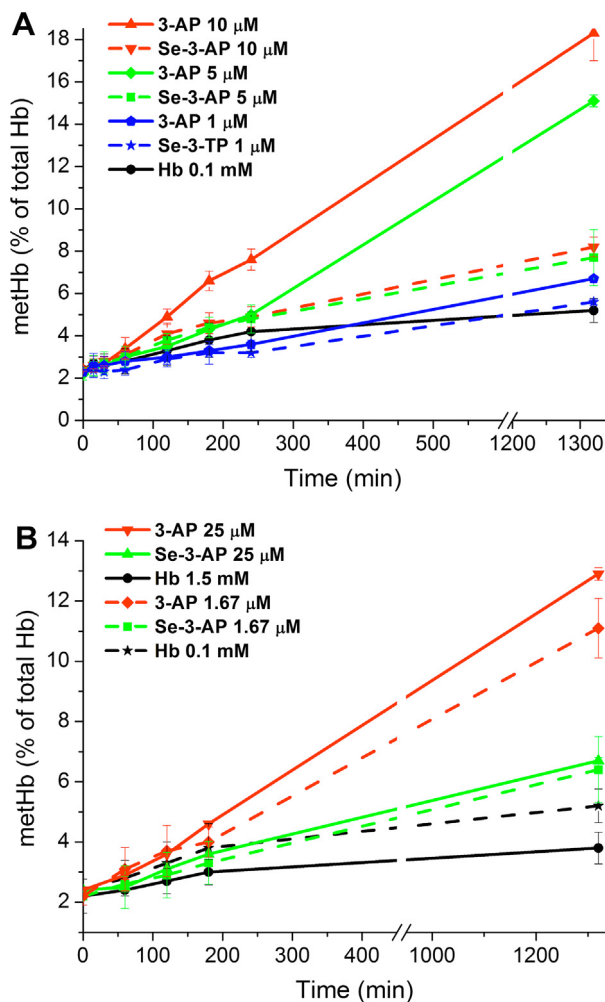 A
3-AP 10 μM
Se-3-AP 10 μM
3-AP 5 μM
Se-3-AP 5 μM
3-AP 1 μM
Se-3-TP 1 μM
Hb 0.1 mM
metHb (% of total Hb)
18
16
14
12
10
8
6
4
2
0
0 100 200 300 400 500 1200 1300
Time (min)
B
3-AP 25 μM
Se-3-AP 25 μM
Hb 1.5 mM
3-AP 1.67 μM
Se-3-AP 1.67 μM
Hb 0.1 mM
metHb (% of total Hb)
14
12
10
8
6
4
2
0 200 400 1000 1200
Time (min)